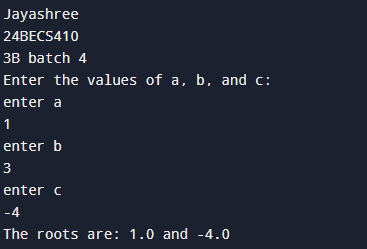 Jayashree
24BECS410
3B batch 4
Enter the values of a, b, and c:
enter a
1
enter b
3
enter c
-4
The roots are: 1.0 and -4.0